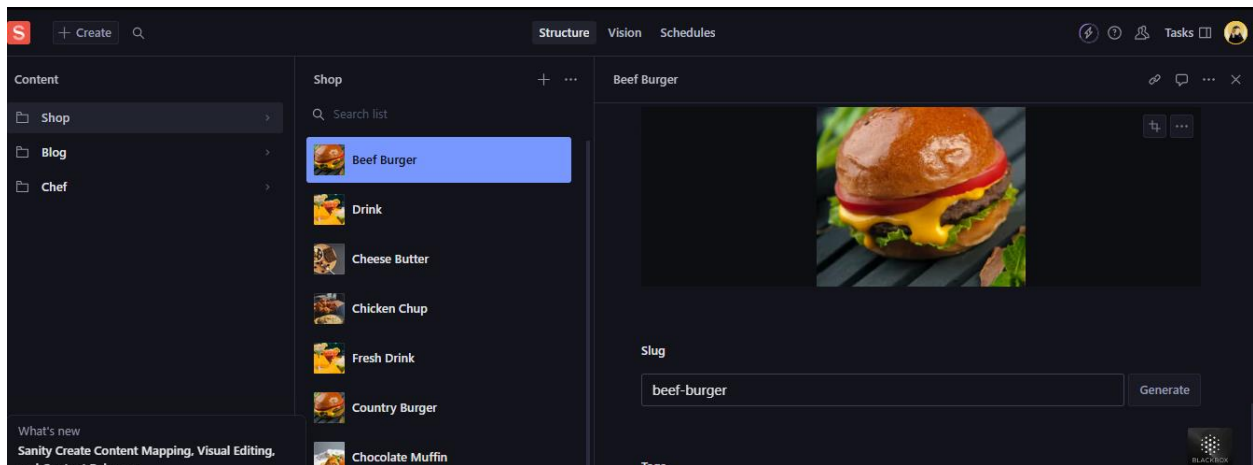 S
+ Create
Structure Vision Schedules
Tasks
Content
Shop
Blog
Chef
What's new
Sanity Create Content Mapping, Visual Editing,
Shop
Search list
Beef Burger
Drink
Cheese Butter
Chicken Chup
Fresh Drink
Country Burger
Chocolate Muffin
Beef Burger
Slug
beef-burger
Generate
Tags
BLACKBOX